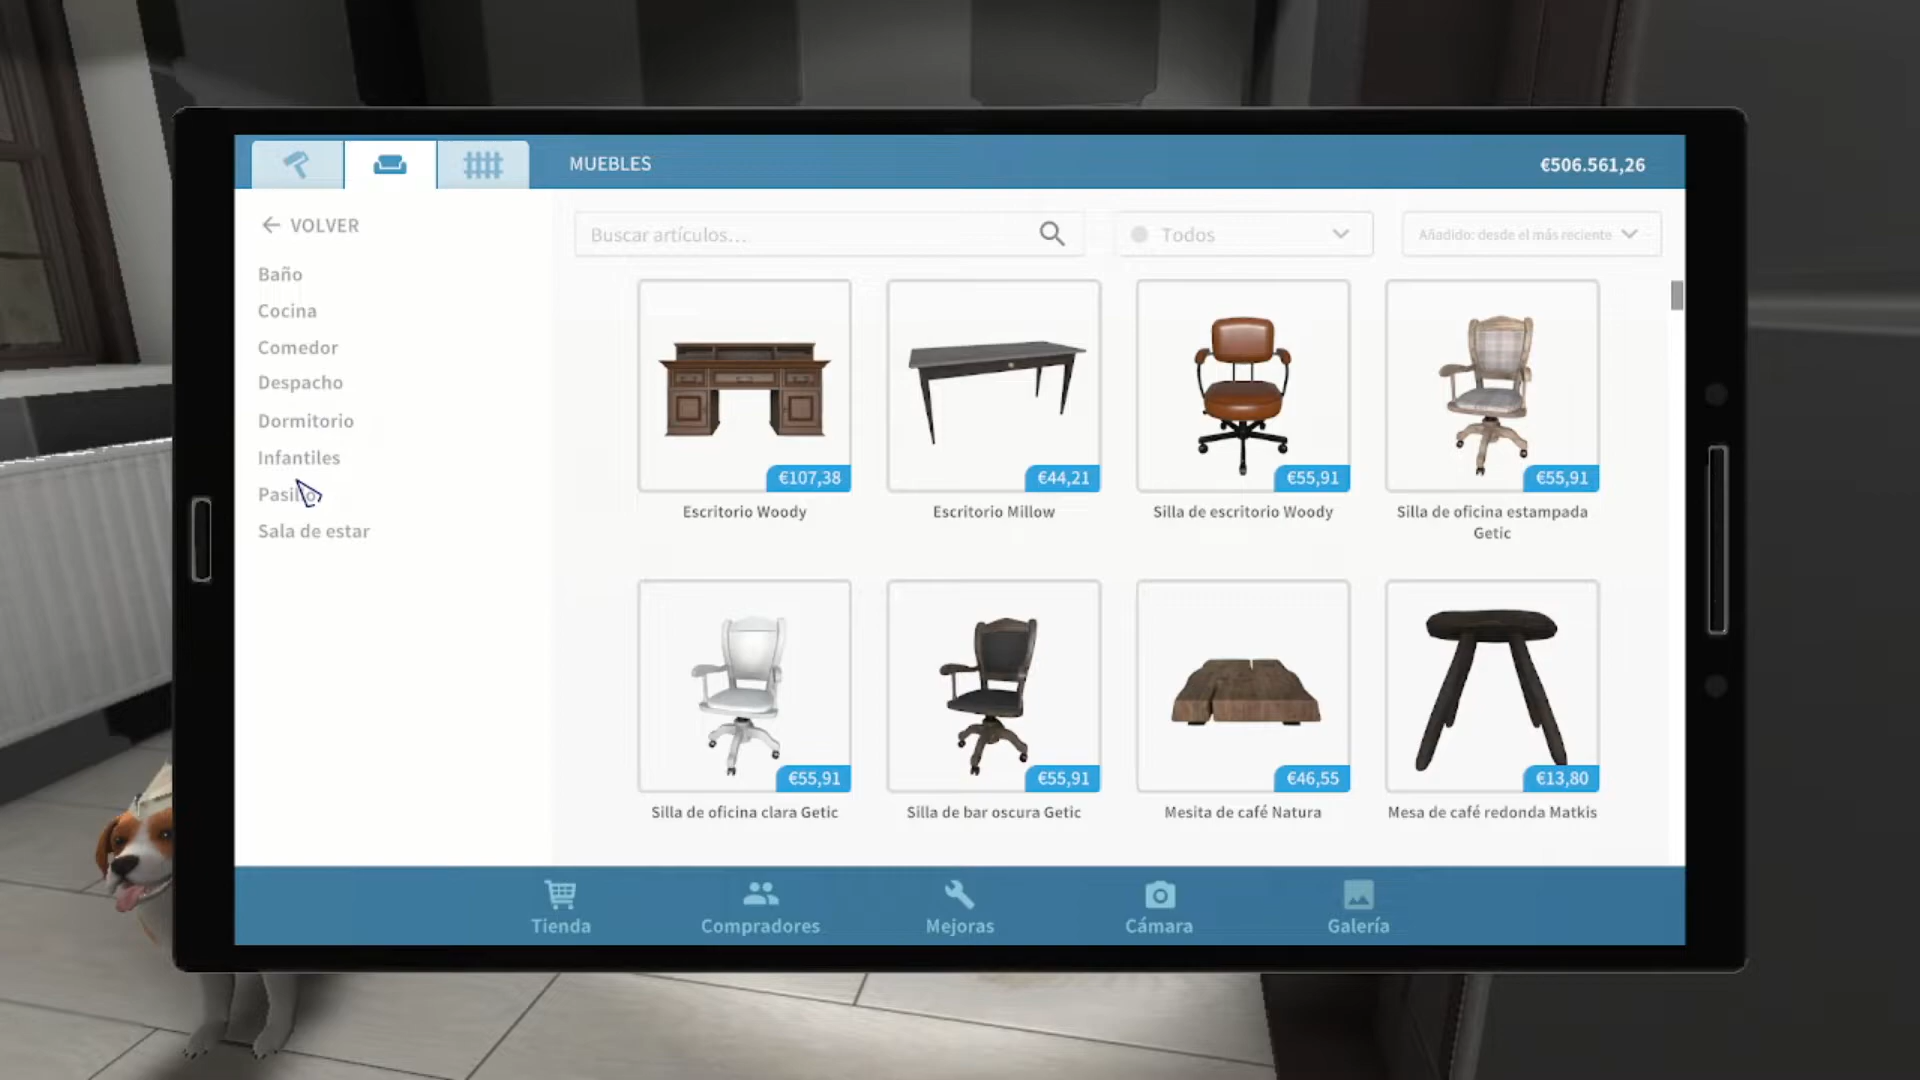 MUEBLES
€506.561,26
VOLVER
Buscar artículos...
Todos
Añadido: desde el más reciente
Baño
Cocina
Comedor
Despacho
Dormitorio
Infantiles
Pasillo
Sala de estar
€107,38
€44,21
€55,91
€55,91
Escritorio Woody
Escritorio Millow
Silla de escritorio Woody
Silla de oficina estampada
Getic
€55,91
€55,91
€46,55
€13,80
Silla de oficina clara Getic
Silla de bar oscura Getic
Mesita de café Natura
Mesa de café redonda Matkis
Tienda
Compradores
Mejoras
Cámara
Galería